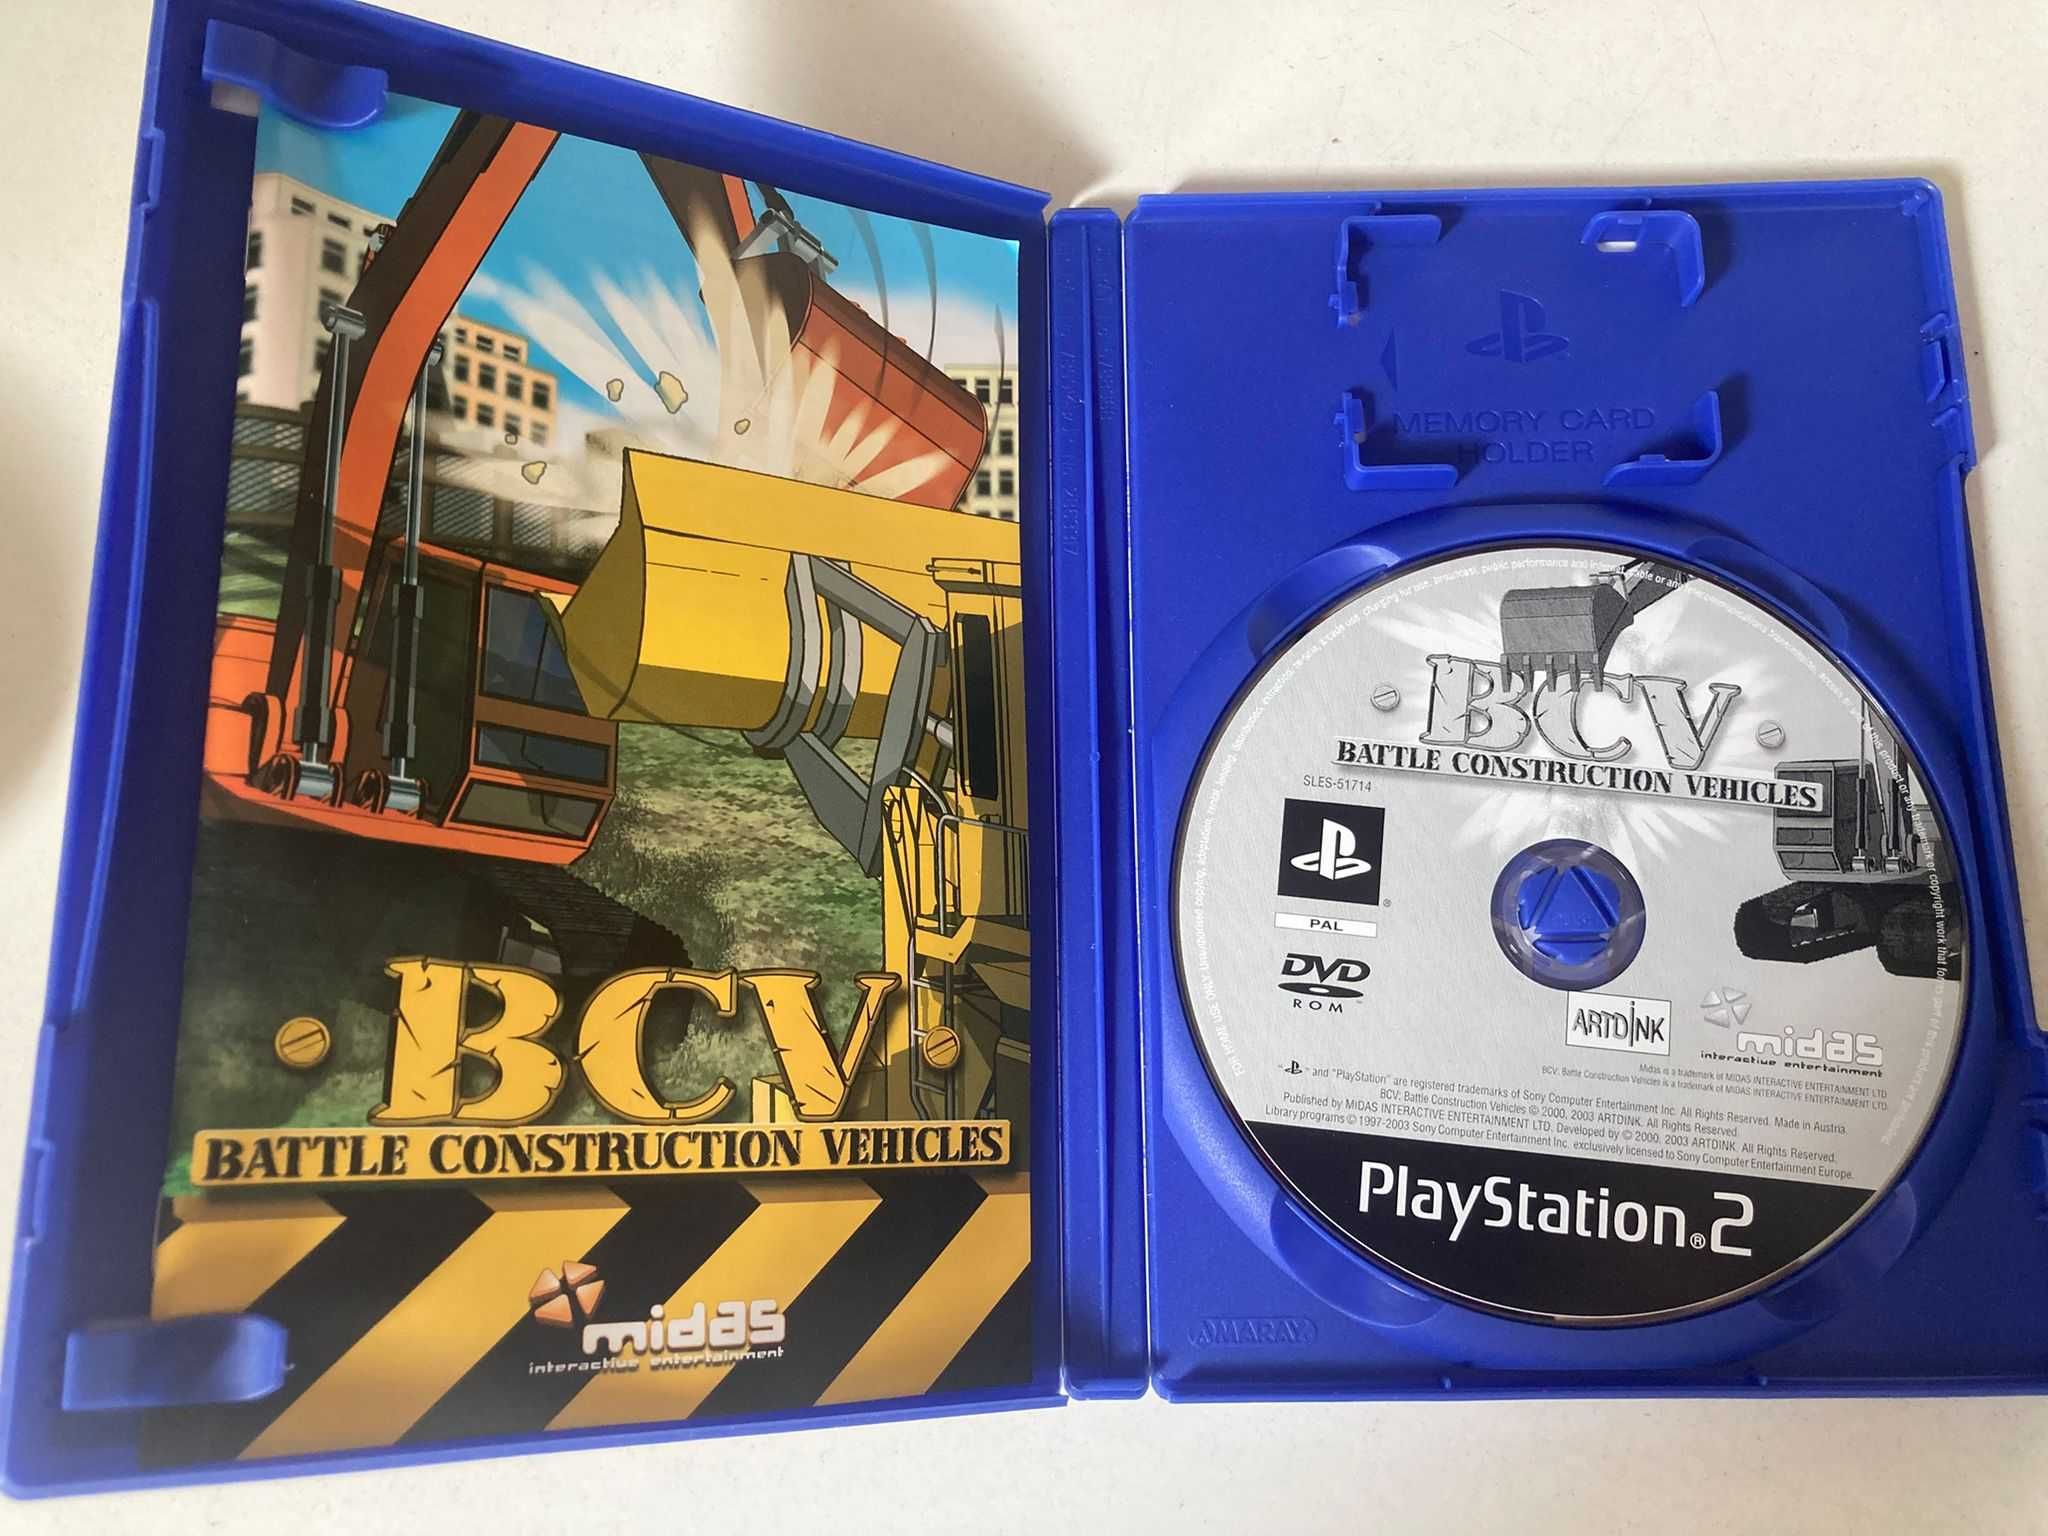 BCV
BATTLE CONSTRUCTION VEHICLES
midas
interactive entertainment
MEMORY CARD
HOLDER
BCV
BATTLE CONSTRUCTION VEHICLES
SLES-51714
PAL
DVD
ROM
ARTDINK
midas
interactive entertainment
Midas is a trademark of MIDAS INTERACTIVE ENTERTAINMENT LTD
BCV: Battle Construction Vehicles is a trademark of MIDAS INTERACTIVE ENTERTAINMENT LTD.
"PS" and "PlayStation" are registered trademarks of Sony Computer Entertainment Inc. All Rights Reserved. Made in Austria.
BCV: Battle Construction Vehicles © 2000, 2003 ARTDINK. All Rights Reserved.
Published by MIDAS INTERACTIVE ENTERTAINMENT LTD. Developed by © 2000, 2003 ARTDINK. All Rights Reserved.
Library programs © 1997-2003 Sony Computer Entertainment Inc. exclusively licensed to Sony Computer Entertainment Europe.
PlayStation®2
AMARAY